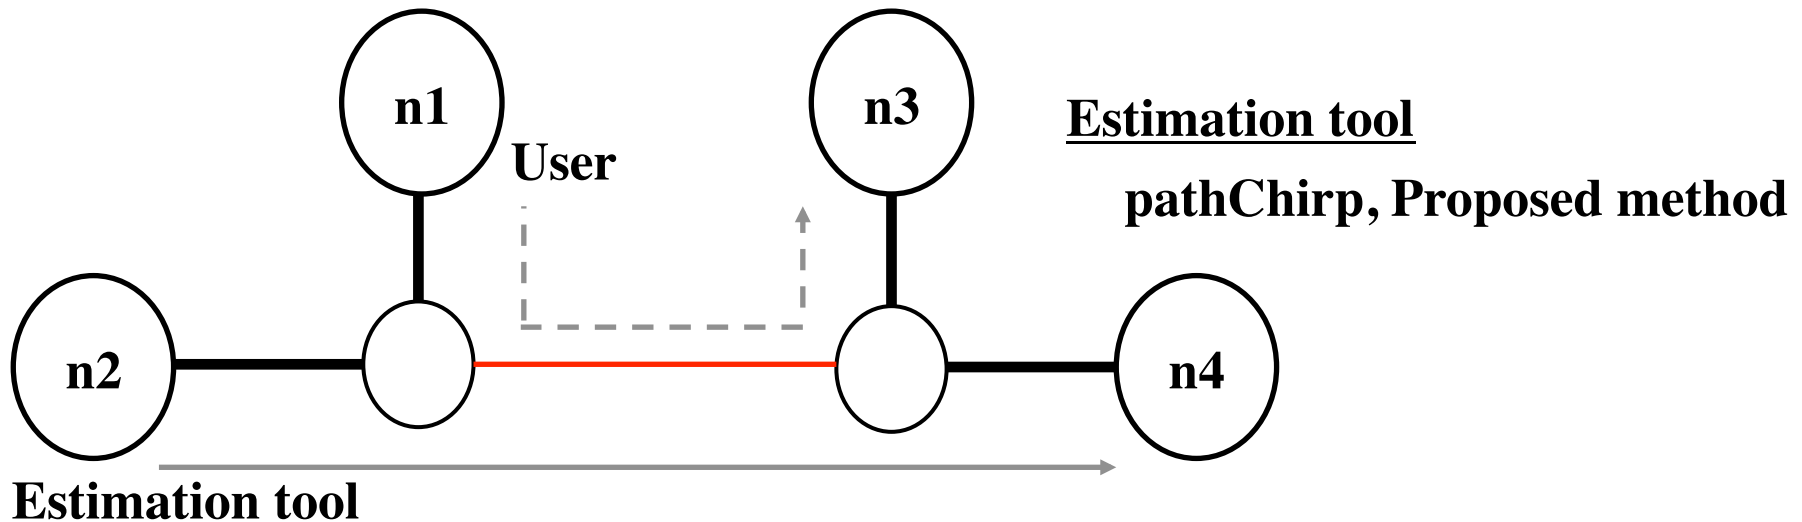 n1
n3
Estimation tool
User
pathChirp, Proposed method
n2
n4
Estimation tool